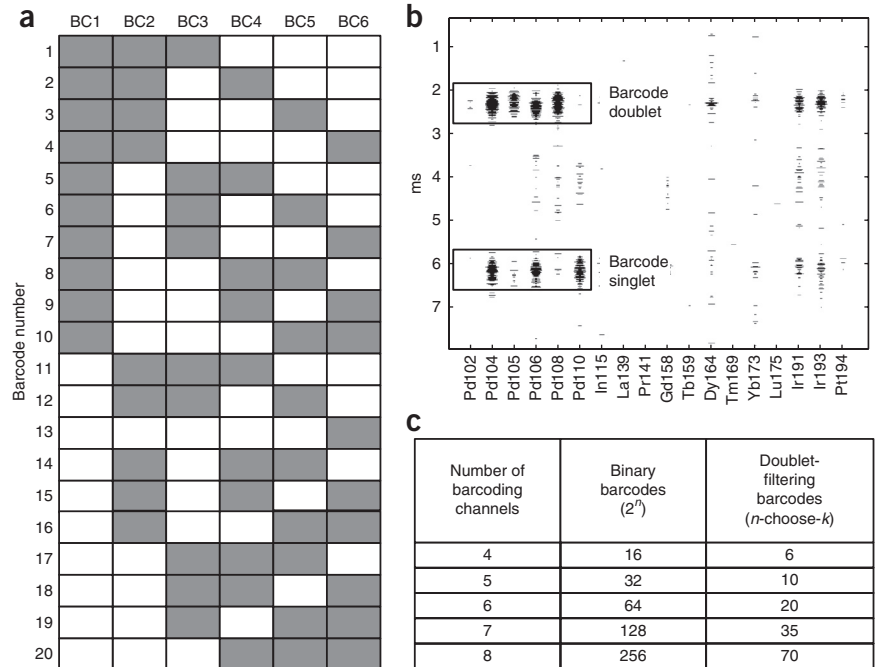 a
BC1 BC2 BC3 BC4 BC5 BC6
Barcode number
1
2
3
4
5
6
7
8
9
10
11
12
13
14
15
16
17
18
19
20
b
ms
1
2
3
4
5
6
7
Barcode
doublet
Barcode
singlet
Pd102 Pd104 Pd105 Pd106 Pd108 Pd110 In115 La139 Pr141 Gd158 Tb159 Dy164 Tm169 Yb173 Lu175 Ir191 Ir193 Pt194
c
Number of
barcoding
channels
Binary
barcodes
(2ⁿ)
Doublet-
filtering
barcodes
(n-choose-k)
4 16 6
5 32 10
6 64 20
7 128 35
8 256 70